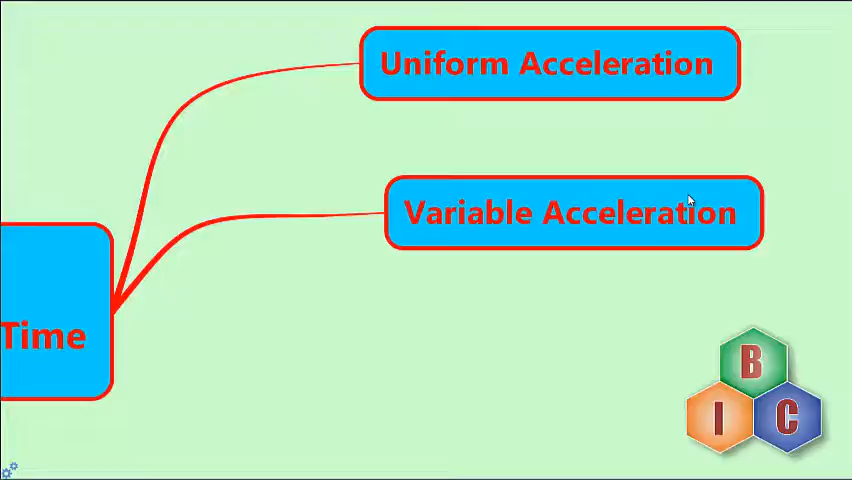 Uniform Acceleration
Variable Acceleration
Time
B
I
C